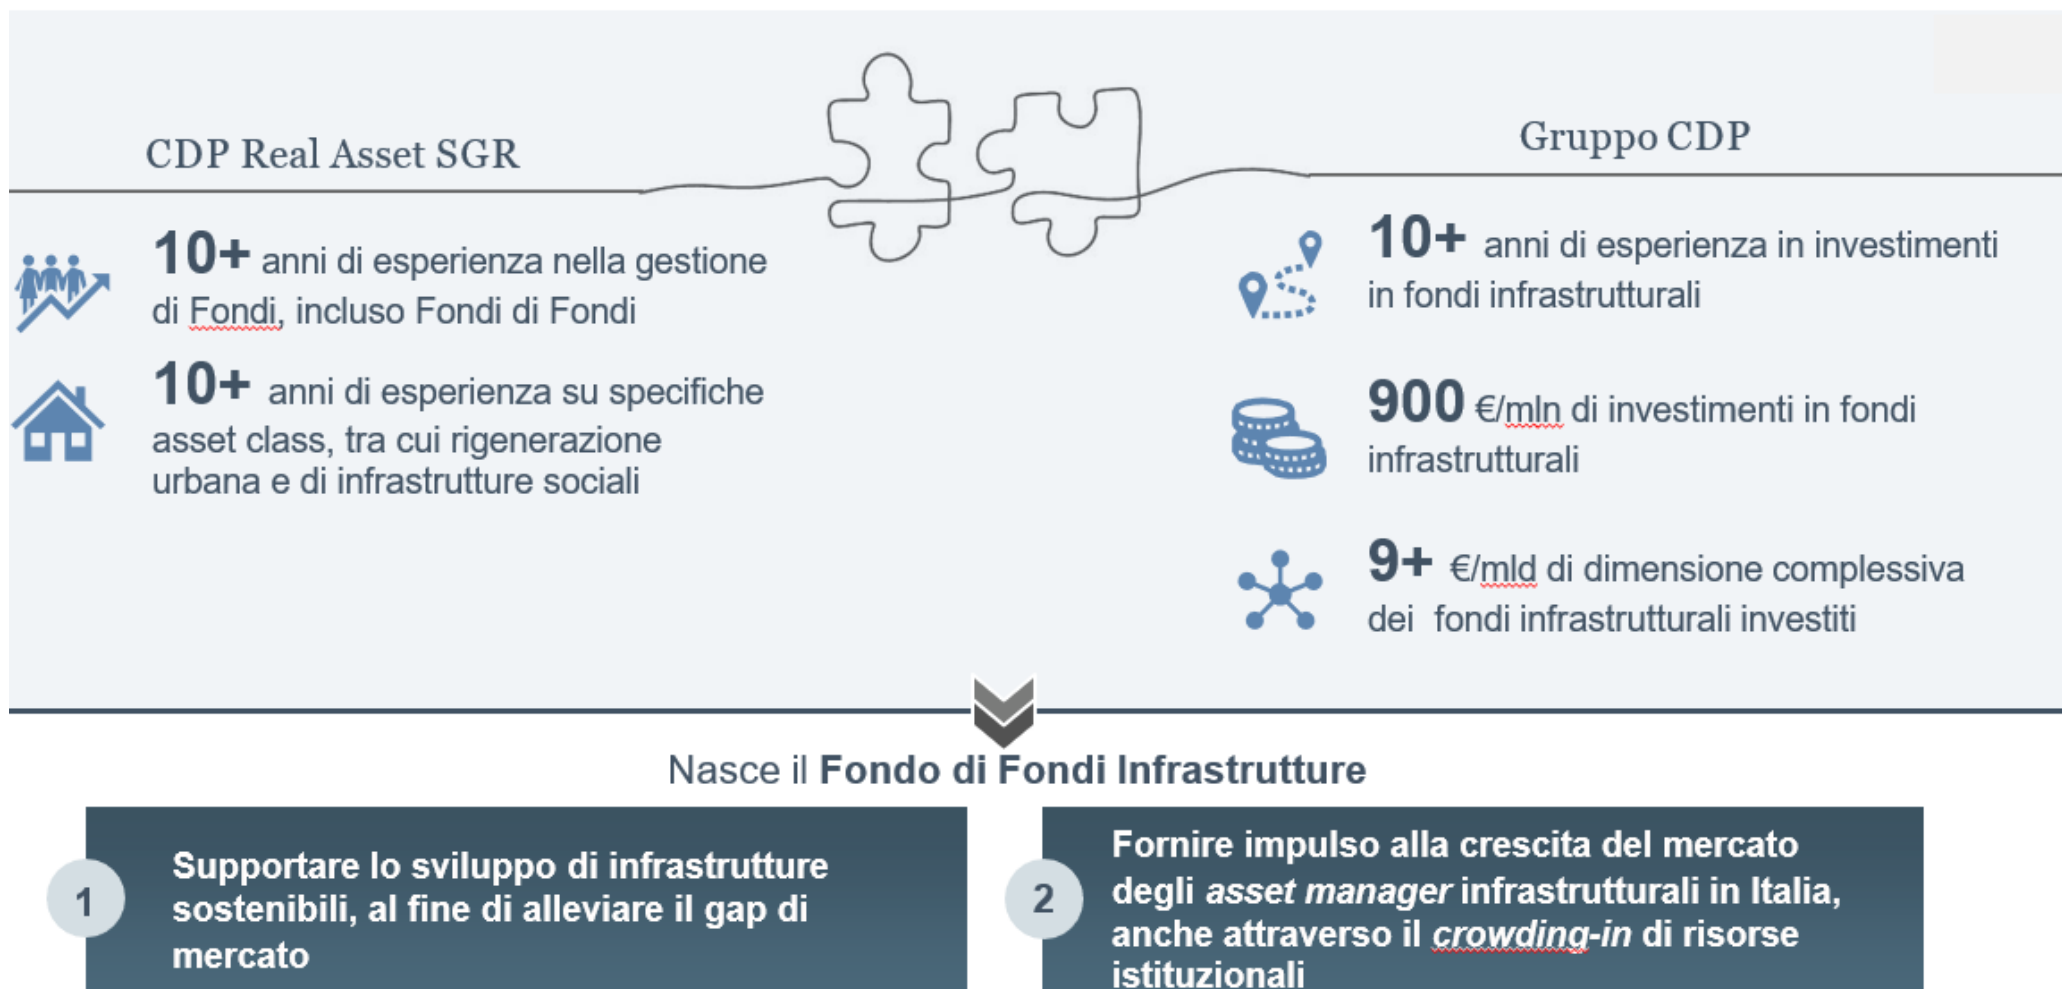 CDP Real Asset SGR
10+ anni di esperienza nella gestione
di Fondi, incluso Fondi di Fondi
10+ anni di esperienza su specifiche
asset class, tra cui rigenerazione
urbana e di infrastrutture sociali
Gruppo CDP
10+ anni di esperienza in investimenti
in fondi infrastrutturali
900 €/mln di investimenti in fondi
infrastrutturali
9+ €/mld di dimensione complessiva
dei fondi infrastrutturali investiti
Nasce il Fondo di Fondi Infrastrutture
1
Supportare lo sviluppo di infrastrutture
sostenibili, al fine di alleviare il gap di
mercato
2
Fornire impulso alla crescita del mercato
degli asset manager infrastrutturali in Italia,
anche attraverso il crowding-in di risorse
istituzionali